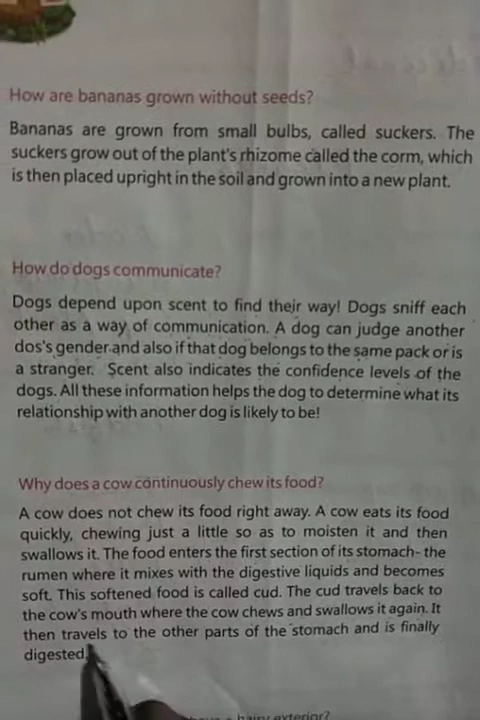 How are bananas grown without seeds?
Bananas are grown from small bulbs, called suckers. The
suckers grow out of the plant's rhizome called the corm, which
is then placed upright in the soil and grown into a new plant.
How do dogs communicate?
Dogs depend upon scent to find their way! Dogs sniff each
other as a way of communication. A dog can judge another
dos's gender and also if that dog belongs to the same pack or is
a stranger. Scent also indicates the confidence levels of the
dogs. All these information helps the dog to determine what its
relationship with another dog is likely to be!
Why does a cow continuously chew its food?
A cow does not chew its food right away. A cow eats its food
quickly, chewing just a little so as to moisten it and then
swallows it. The food enters the first section of its stomach- the
rumen where it mixes with the digestive liquids and becomes
soft. This softened food is called cud. The cud travels back to
the cow's mouth where the cow chews and swallows it again. It
then travels to the other parts of the stomach and is finally
digested.
hairy exterior?